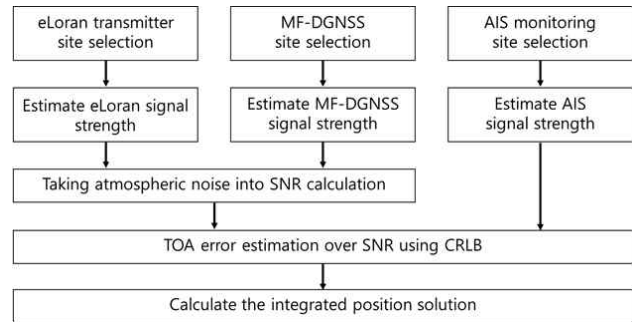 eLoran transmitter
site selection
MF-DGNSS
site selection
AIS monitoring
site selection
Estimate eLoran signal
strength
Estimate MF-DGNSS
signal strength
Estimate AIS
signal strength
Taking atmospheric noise into SNR calculation
TOA error estimation over SNR using CRLB
Calculate the integrated position solution